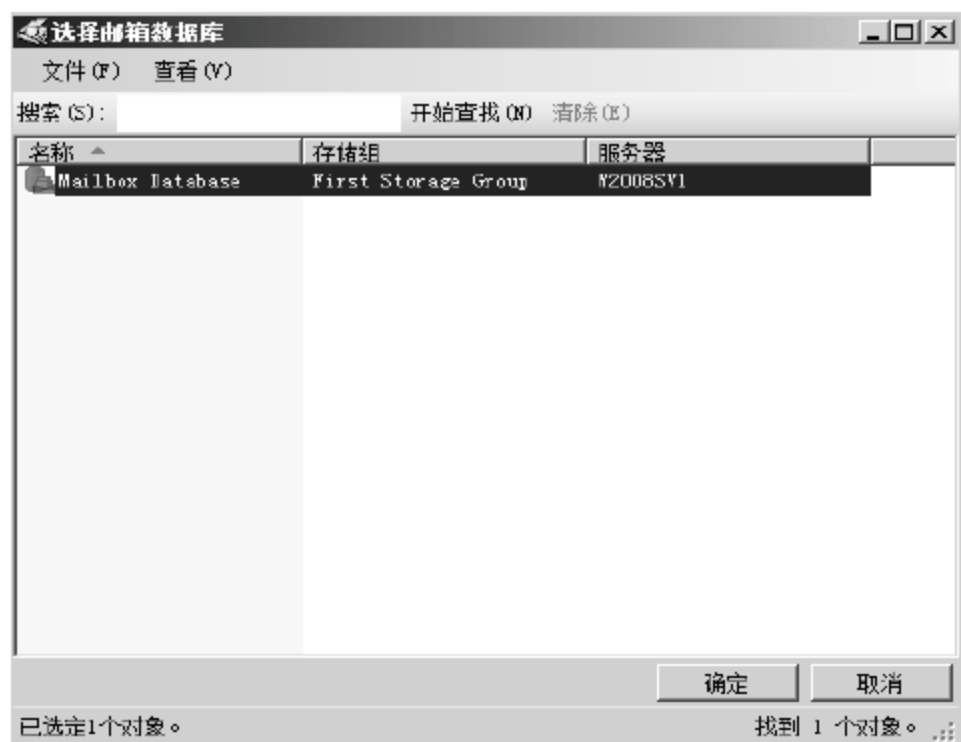 选择邮箱数据库
文件(F) 查看(V)
搜索(S): 开始查找(N) 清除(E)
名称 存储组 服务器
Mailbox Database First Storage Group W2008SV1
确定 取消
已选定1个对象。 找到 1 个对象。